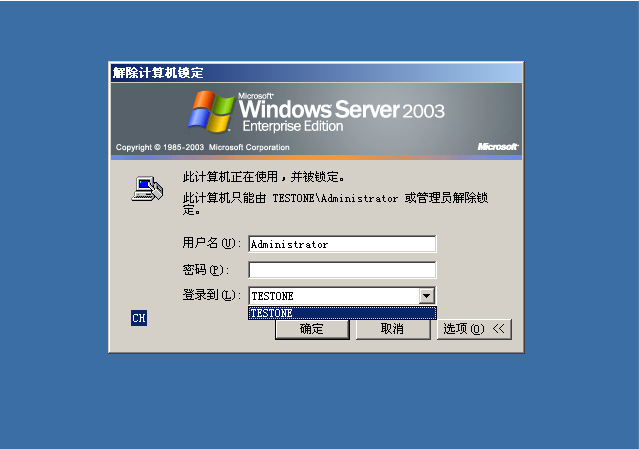 解除计算机锁定
Microsoft
Windows Server 2003
Enterprise Edition
Copyright © 1985-2003 Microsoft Corporation Microsoft
此计算机正在使用，并被锁定。
此计算机只能由 TESTONE\Administrator 或管理员解除锁
定。
用户名(U): Administrator
密码(P):
登录到(L): TESTONE
TESTONE
CH
确定 取消 选项(O) <<